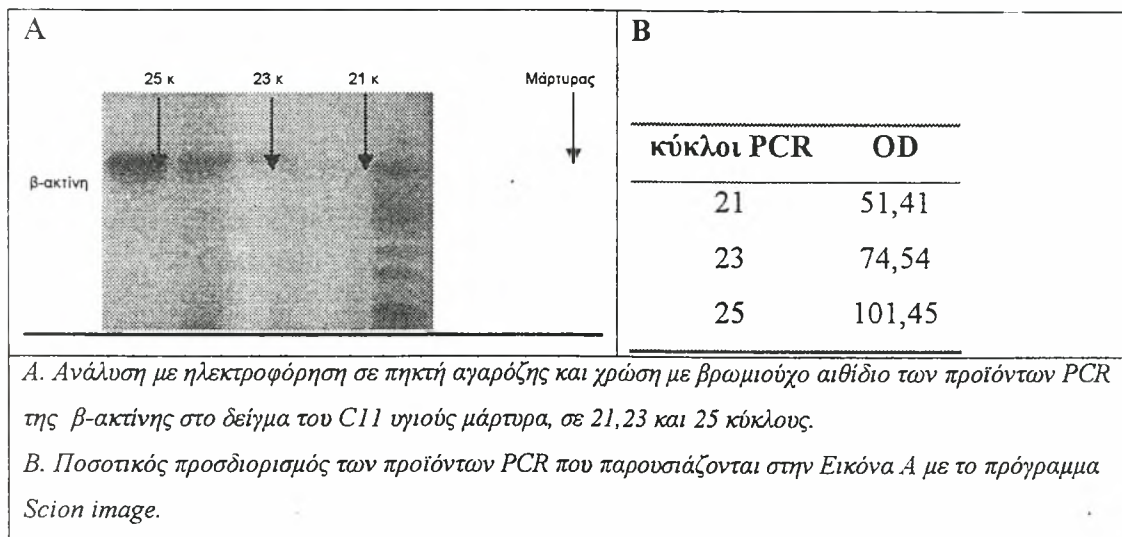 A
25 κ 23 κ 21 κ Μάρτυρας
β-ακτίνη
B
κύκλοι PCR OD
21 51,41
23 74,54
25 101,45
A. Ανάλυση με ηλεκτροφόρηση σε πηκτή αγαρόζης και χρώση με βρωμιούχο αιθίδιο των προϊόντων PCR
της β-ακτίνης στο δείγμα του C11 υγιούς μάρτυρα, σε 21,23 και 25 κύκλους.
B. Ποσοτικός προσδιορισμός των προϊόντων PCR που παρουσιάζονται στην Εικόνα A με το πρόγραμμα
Scion image.